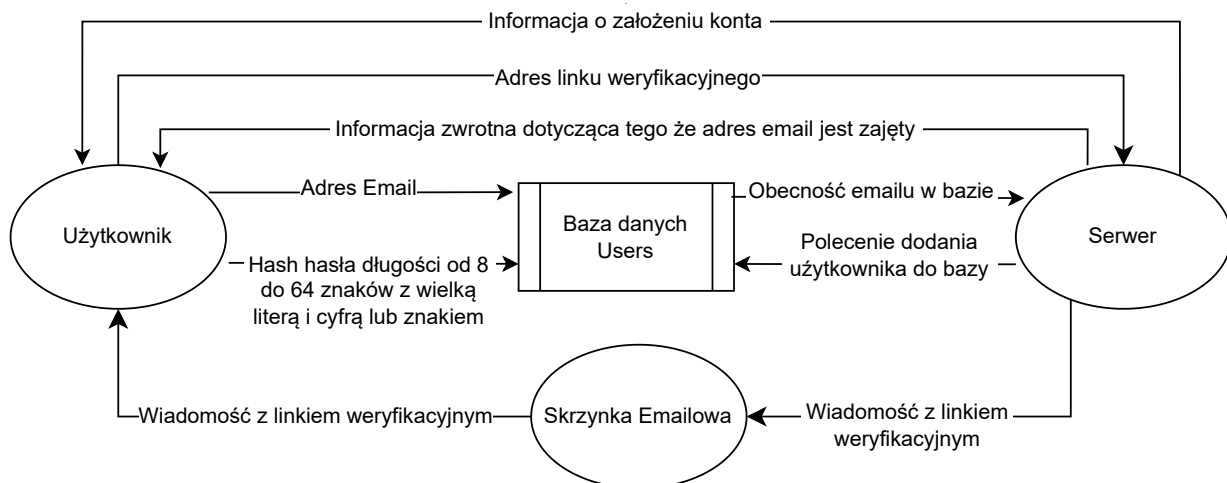 Informacja o założeniu konta
Adres linku weryfikacyjnego
Informacja zwrotna dotycząca tego że adres email jest zajęty
Adres Email
Obecność emailu w bazie
Użytkownik
Baza danych
Users
Serwer
Hash hasła długości od 8
do 64 znaków z wielką
literą i cyfrą lub znakiem
Polecenie dodania
użytkownika do bazy
Wiadomość z linkiem weryfikacyjnym
Skrzynka Emailowa
Wiadomość z linkiem
weryfikacyjnym